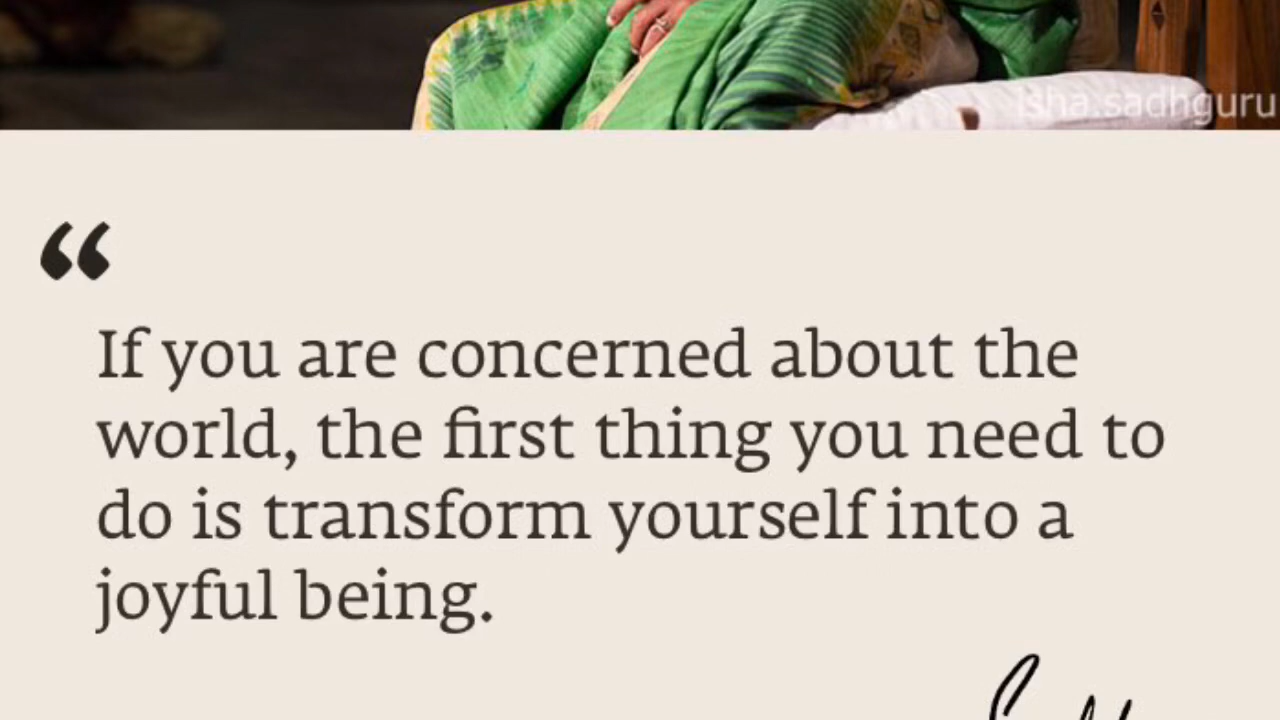 isha.sadhguru
“
If you are concerned about the
world, the first thing you need to
do is transform yourself into a
joyful being.